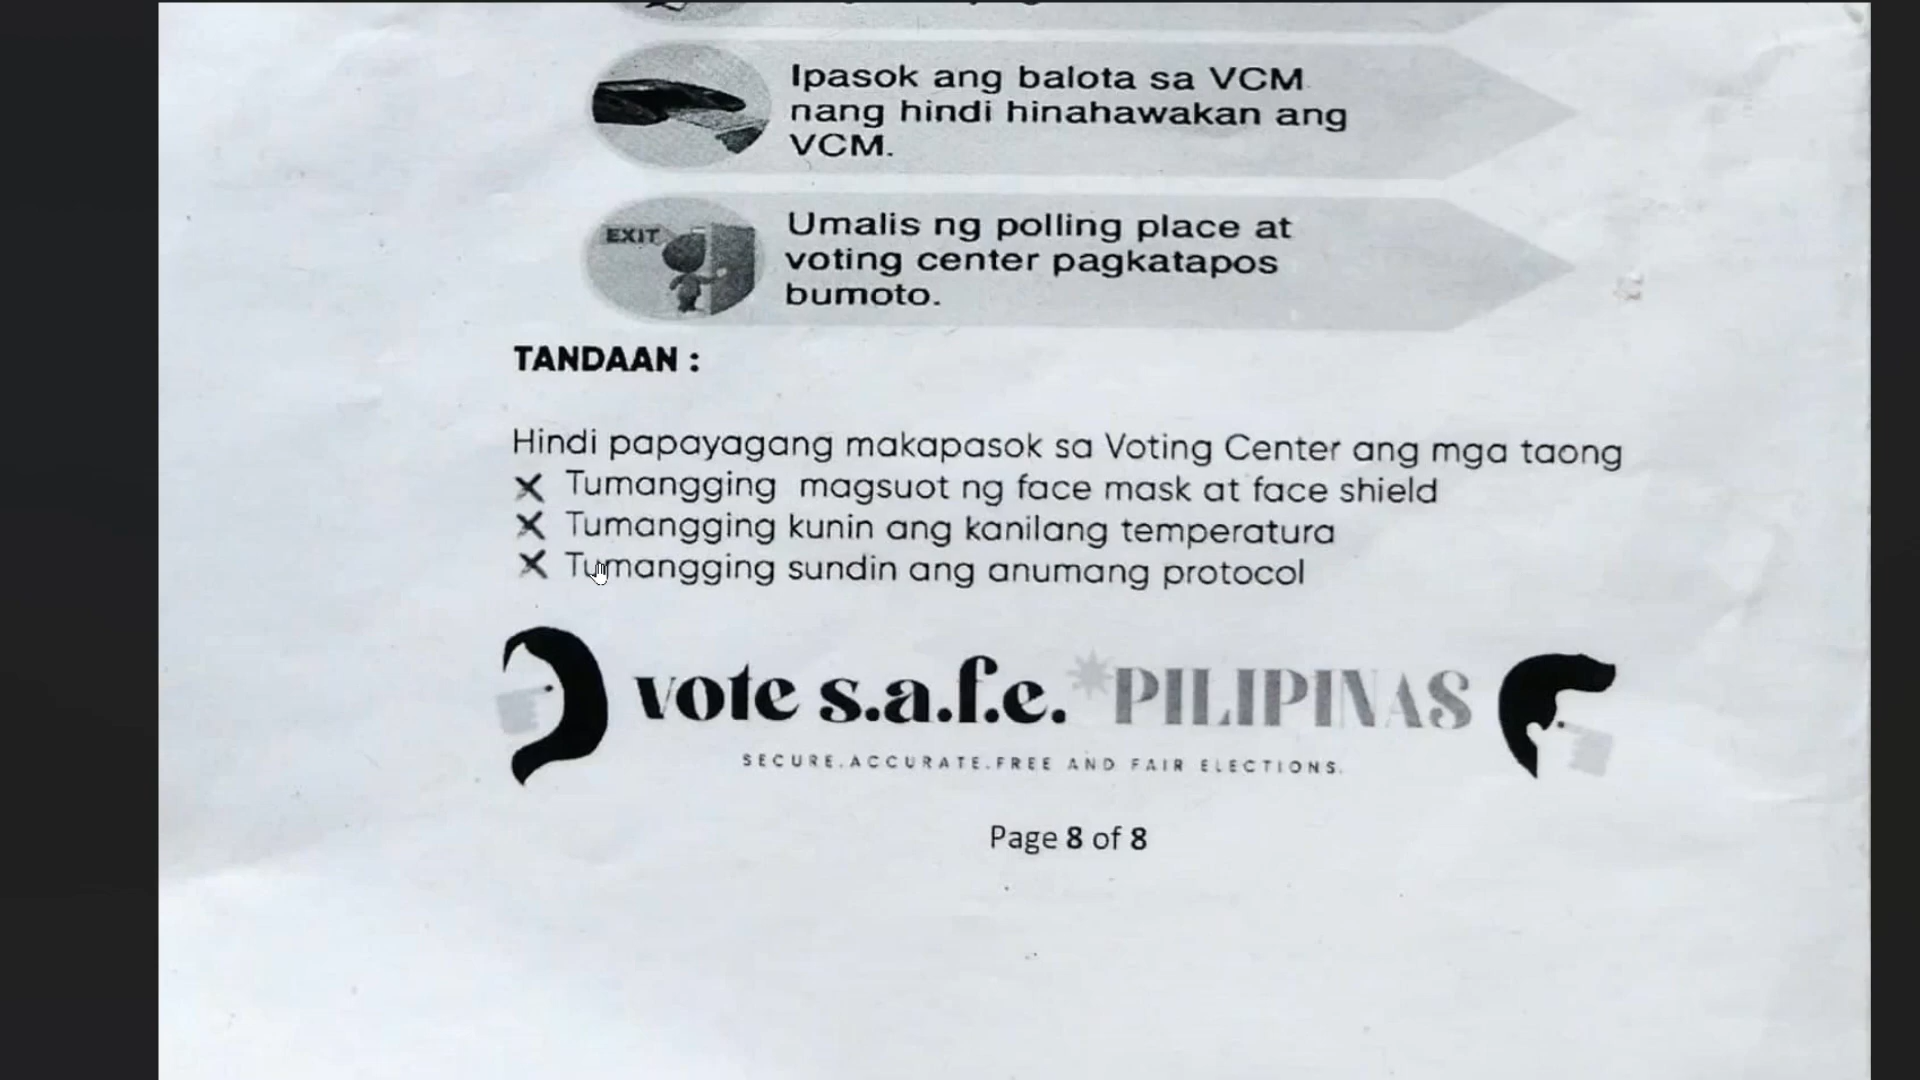 Ipasok ang balota sa VCM
nang hindi hinahawakan ang
VCM.
EXIT
Umalis ng polling place at
voting center pagkatapos
bumoto.
TANDAAN :
Hindi papayagang makapasok sa Voting Center ang mga taong
X Tumangging magsuot ng face mask at face shield
X Tumangging kunin ang kanilang temperatura
X Tumangging sundin ang anumang protocol
vote s.a.f.e. PILIPINAS
SECURE.ACCURATE.FREE AND FAIR ELECTIONS.
Page 8 of 8